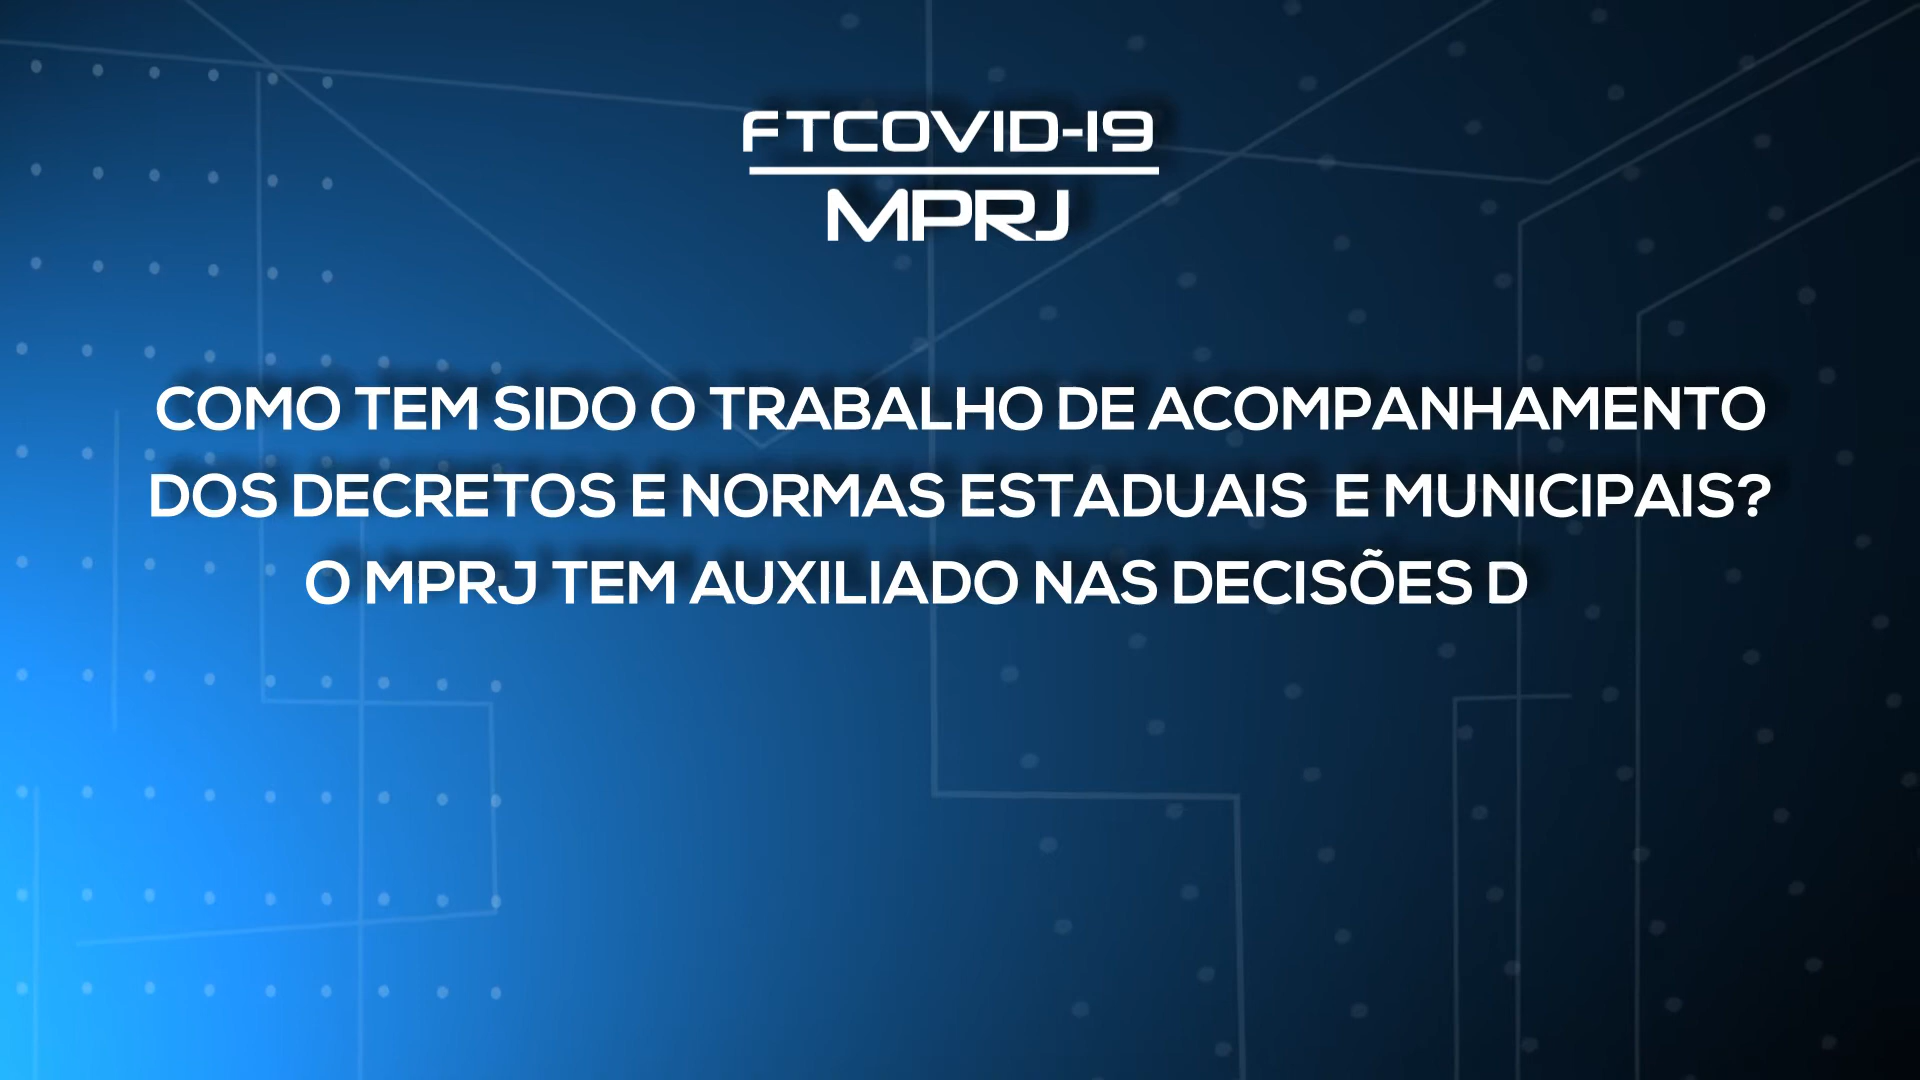 FTCOVID-19
MPRJ
COMO TEM SIDO O TRABALHO DE ACOMPANHAMENTO
DOS DECRETOS E NORMAS ESTADUAIS E MUNICIPAIS?
O MPRJ TEM AUXILIADO NAS DECISÕES D